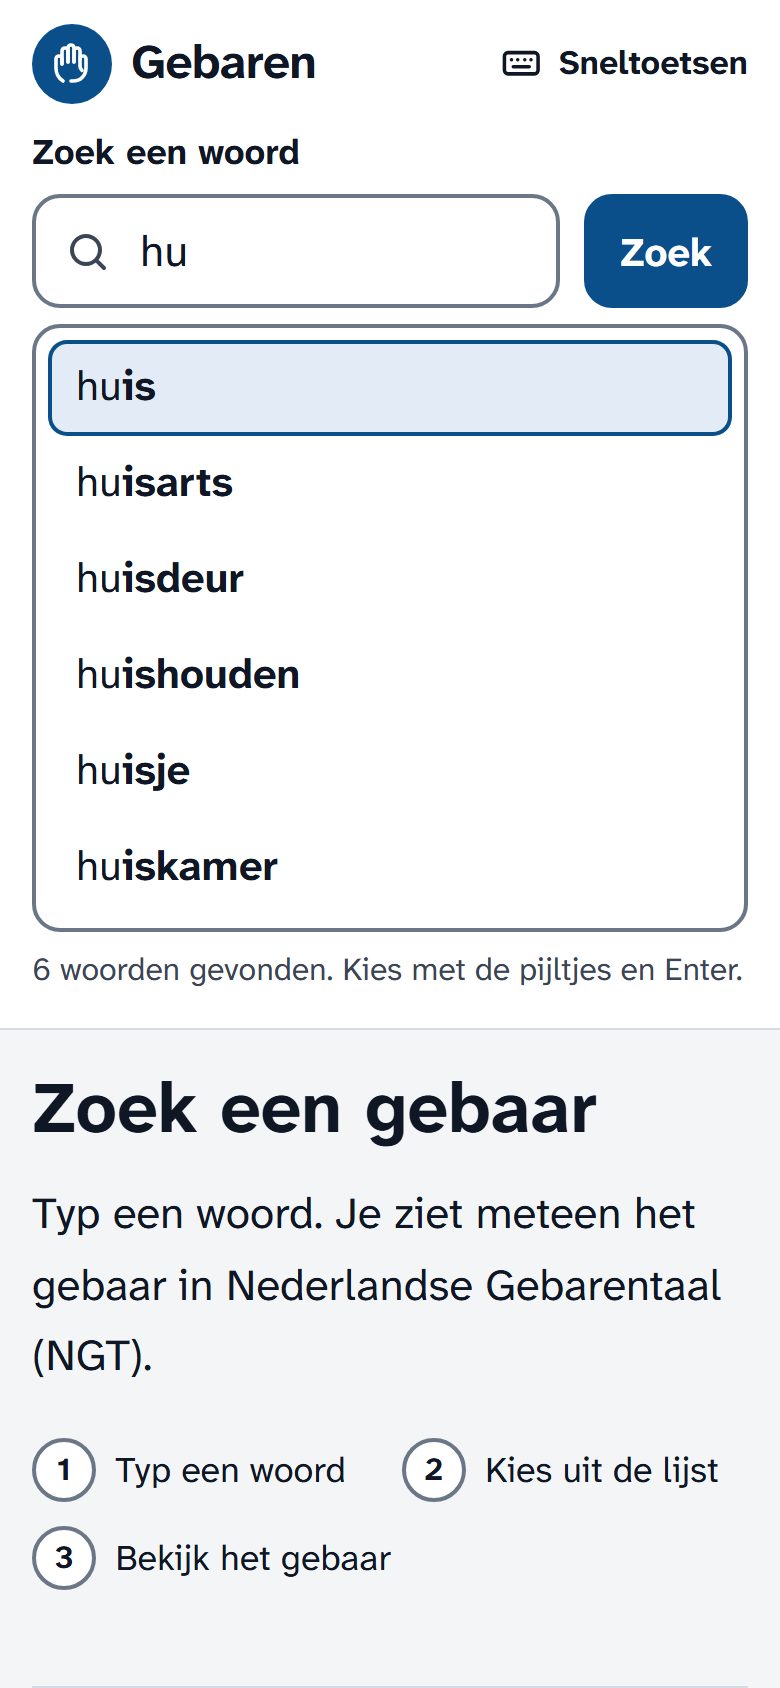 Gebaren
Sneltoetsen
Zoek een woord
hu
Zoek
huis
huisarts
huisdeur
huishouden
huisje
huiskamer
6 woorden gevonden. Kies met de pijltjes en Enter.
Zoek een gebaar
Typ een woord. Je ziet meteen het
gebaar in Nederlandse Gebarentaal
(NGT).
1 Typ een woord
2 Kies uit de lijst
3 Bekijk het gebaar